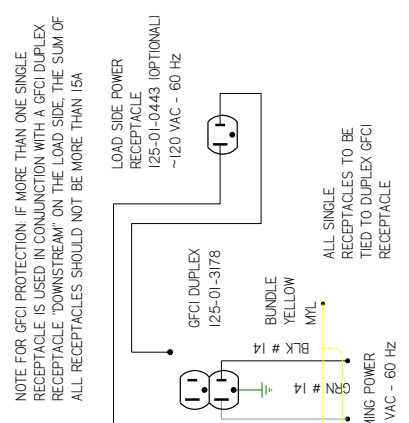 NOTE FOR GFCI PROTECTION: IF MORE THAN ONE SINGLE
RECEPTACLE IS USED IN CONJUNCTION WITH A GFCI DUPLEX
RECEPTACLE "DOWNSTREAM" ON THE LOAD SIDE, THE SUM OF
ALL RECEPTACLES SHOULD NOT BE MORE THAN 15A
LOAD SIDE POWER
RECEPTACLE
125-01-0443 (OPTIONAL)
~120 VAC - 60 Hz
GFCI DUPLEX
125-01-3178
BUNDLE
YELLOW
MYL
ALL SINGLE
RECEPTACLES TO BE
TIED TO DUPLEX GFCI
RECEPTACLE
BLK # 14
GRN # 14
MING POWER
VAC - 60 Hz